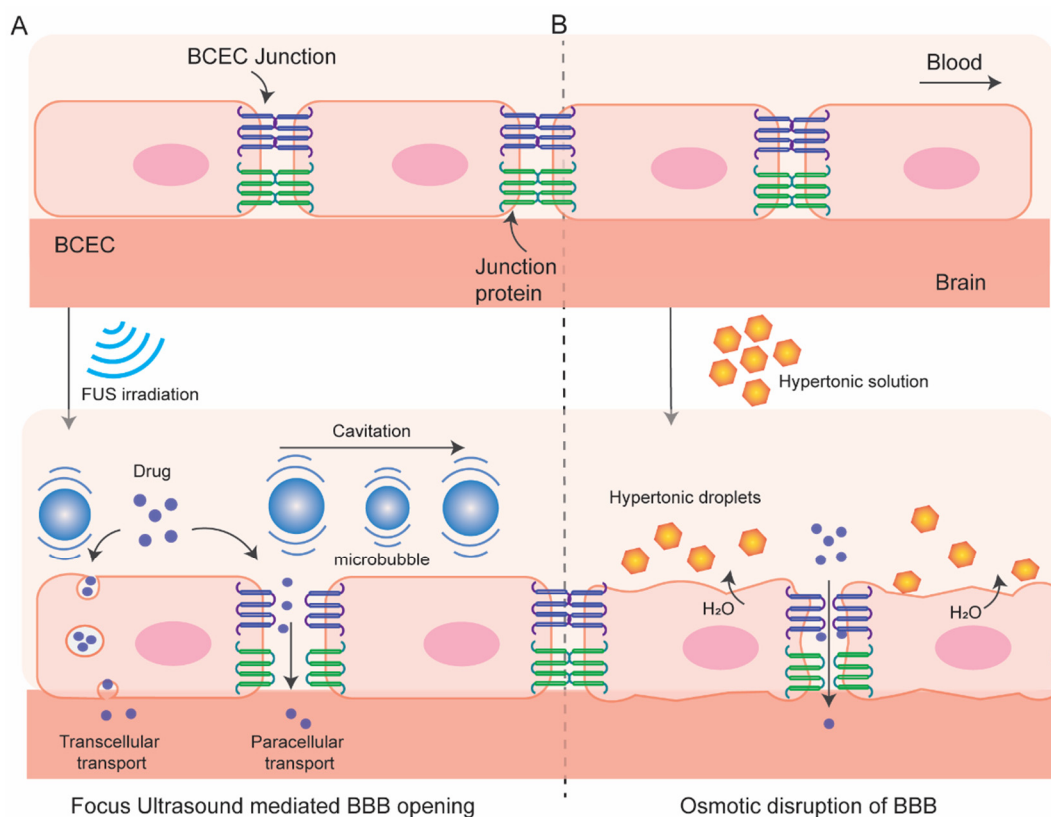 A
B
BCEC Junction
Blood
BCEC
Junction
protein
Brain
FUS irradiation
Hypertonic solution
Cavitation
Drug
Hypertonic droplets
microbubble
H₂O
H₂O
Transcellular
transport
Paracellular
transport
Focus Ultrasound mediated BBB opening
Osmotic disruption of BBB